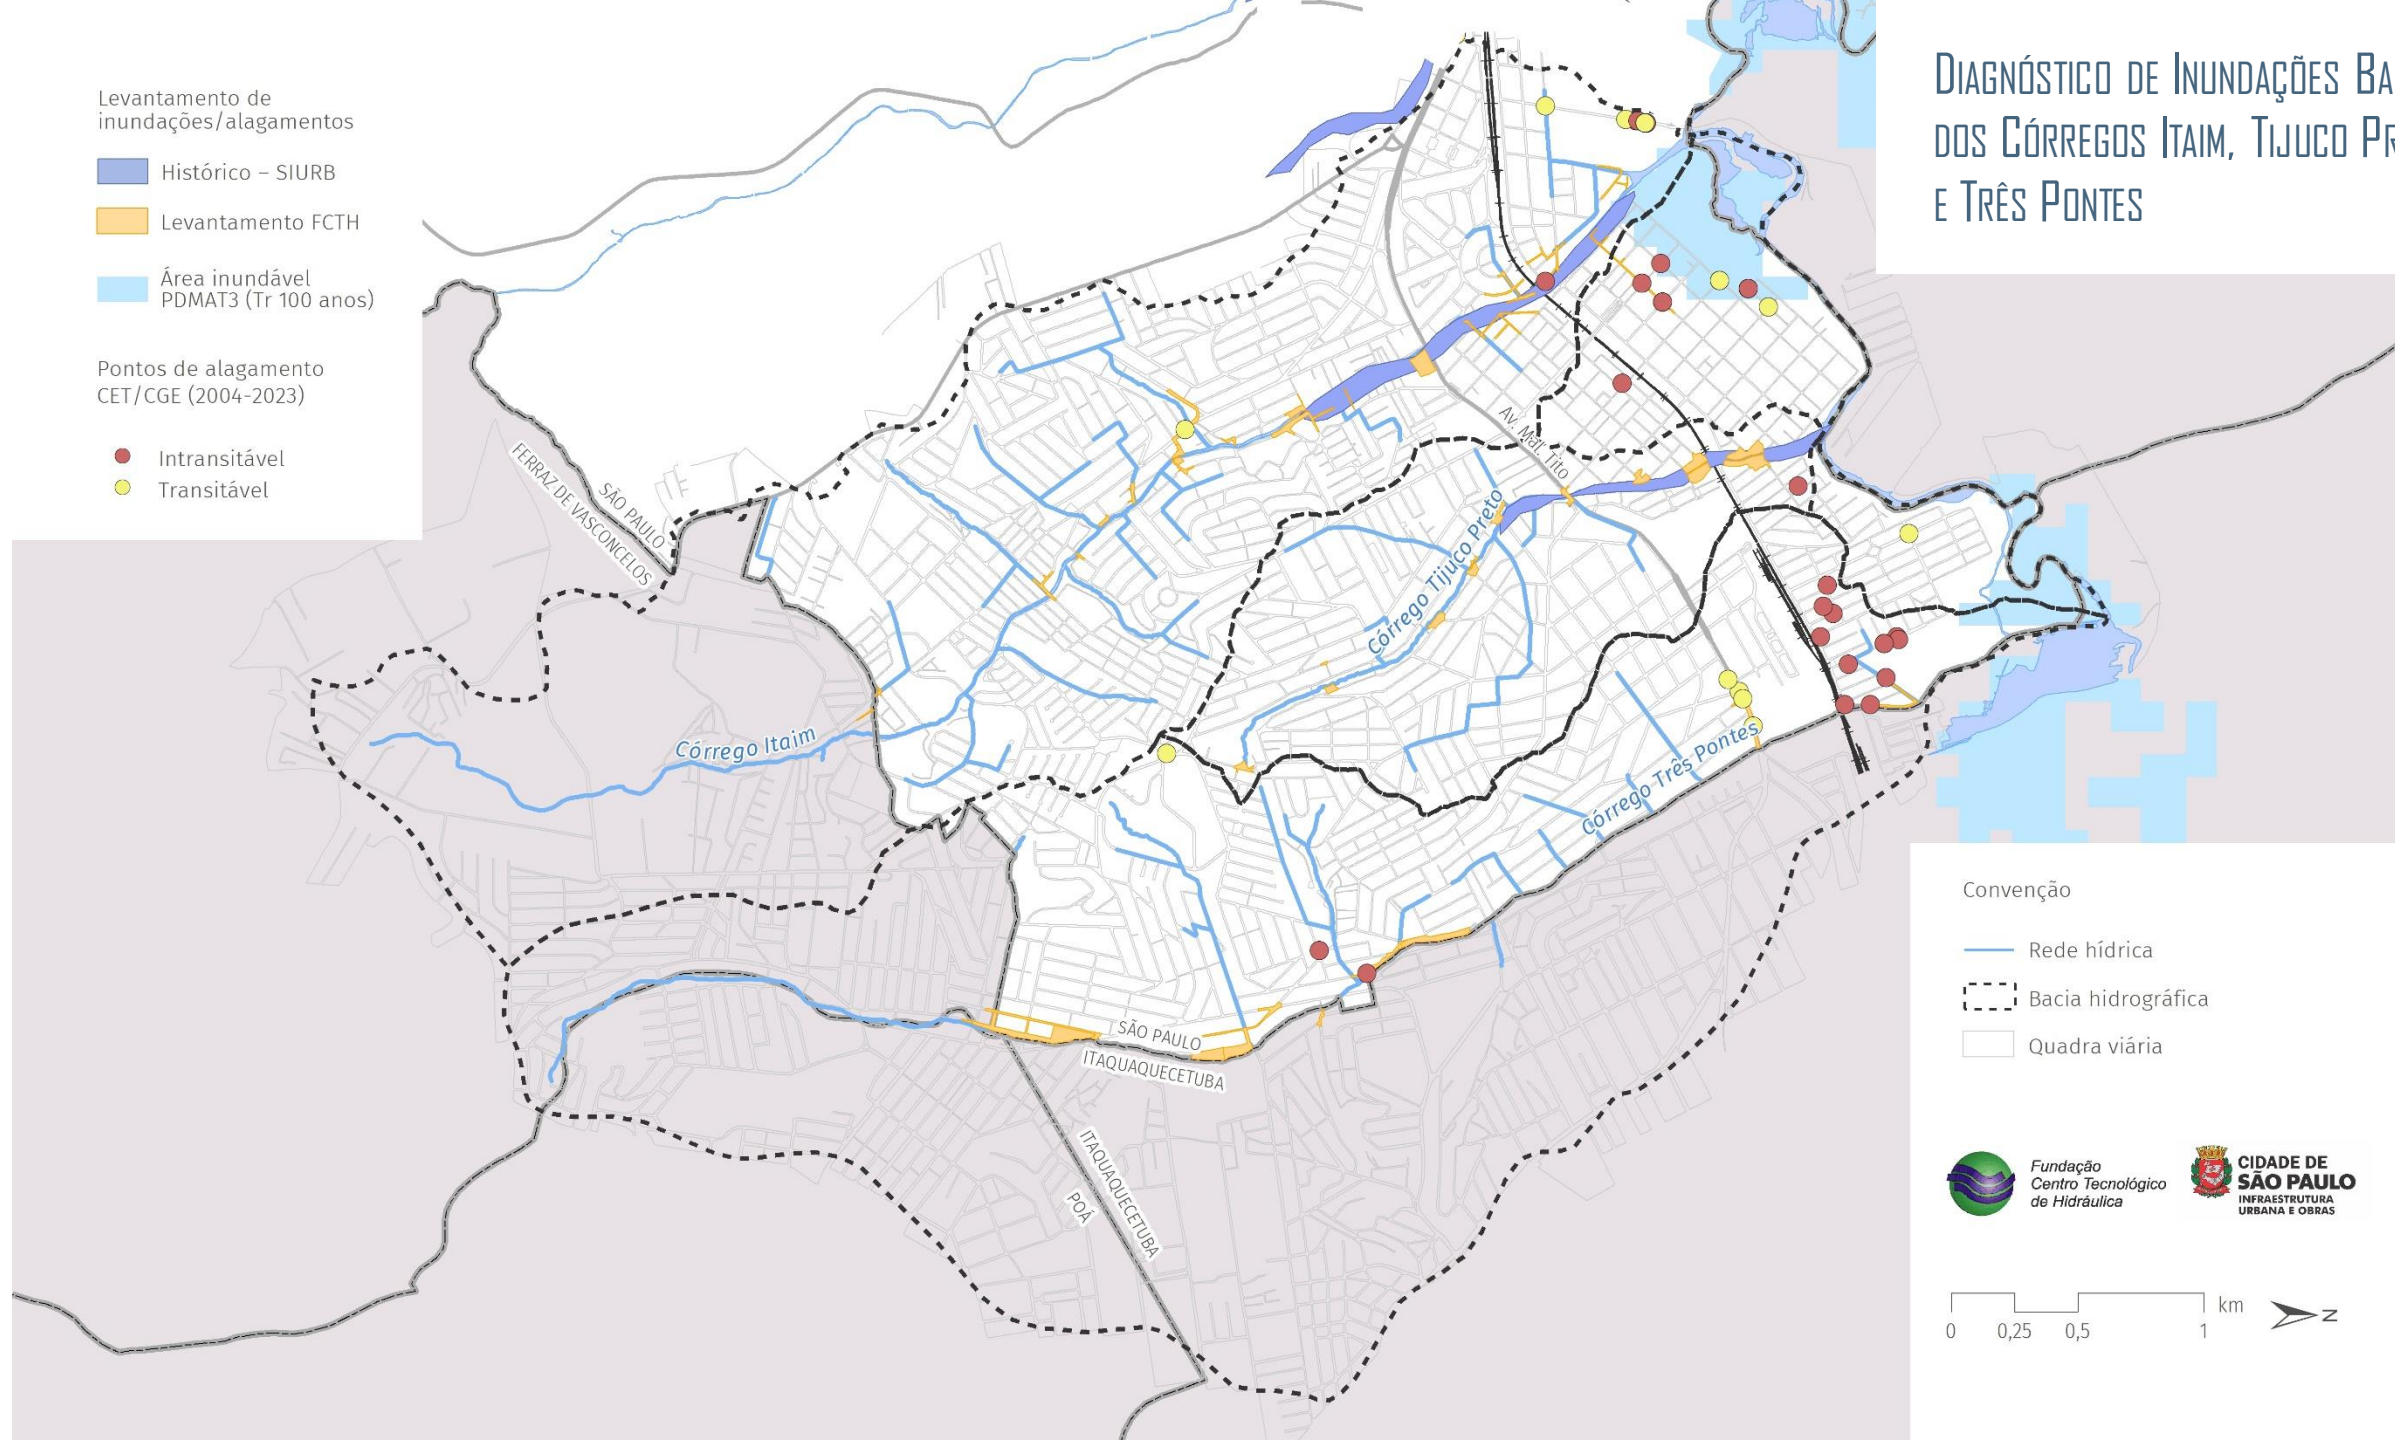 DIAGNÓSTICO DE INUNDAÇÕES BA
DOS CÓRREGOS ITAIM, TIJUCO PR
E TRÊS PONTES
Levantamento de
inundações/alagamentos
Histórico – SIURB
Levantamento FCTH
Área inundável
PDMAT3 (Tr 100 anos)
Pontos de alagamento
CET/CGE (2004-2023)
Intransitável
Transitável
FERRAZ DE VASCONCELOS
SÃO PAULO
Av. Mal. Tito
Córrego Tijuco Preto
Córrego Itaim
Córrego Três Pontes
SÃO PAULO
ITAQUAQUECETUBA
ITAQUAQUECETUBA
POÁ
Convenção
Rede hídrica
Bacia hidrográfica
Quadra viária
Fundação
Centro Tecnológico
de Hidráulica
CIDADE DE
SÃO PAULO
INFRAESTRUTURA
URBANA E OBRAS
km
0 0,25 0,5 1
N